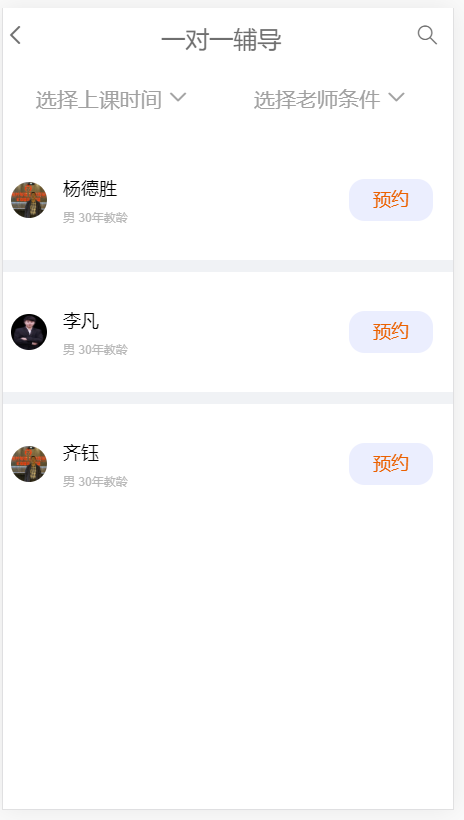 一对一辅导
选择上课时间 选择老师条件
杨德胜
男 30年教龄
预约
李凡
男 30年教龄
预约
齐钰
男 30年教龄
预约